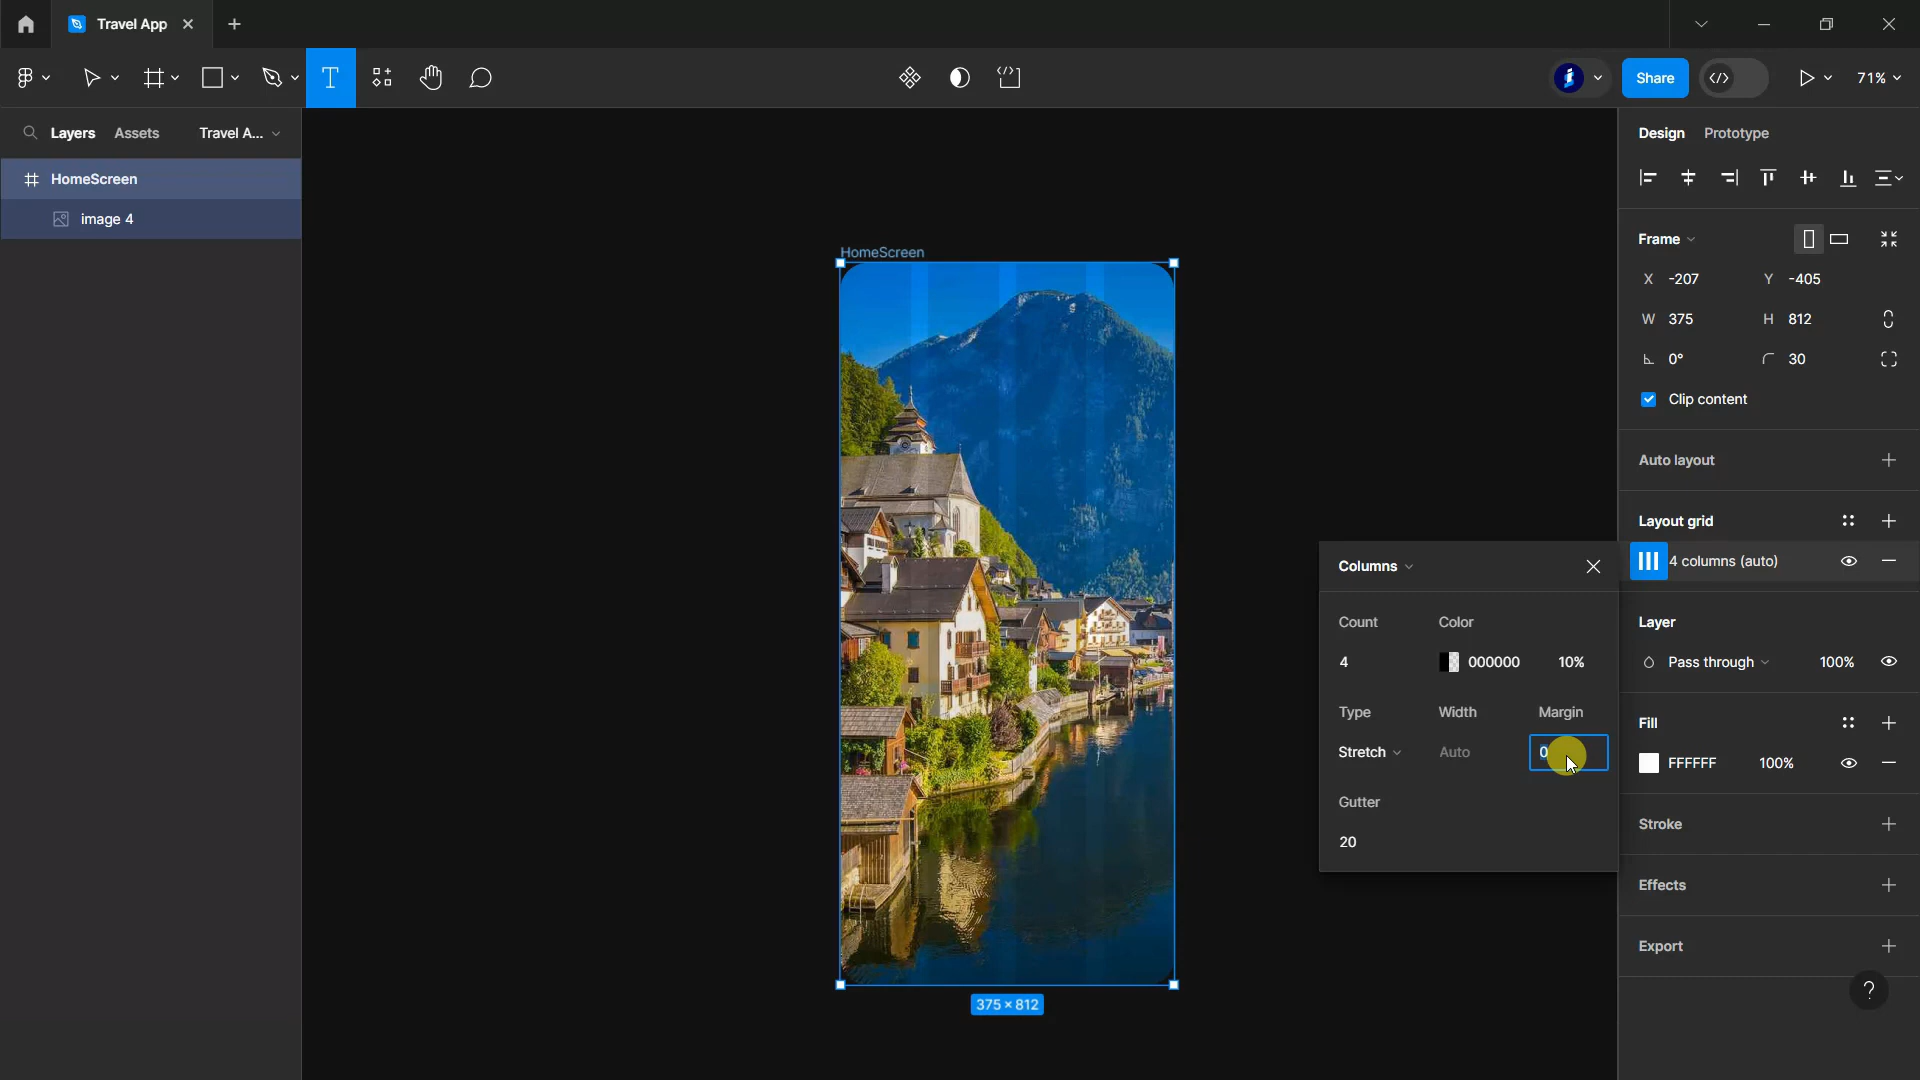 Travel App
Share
71%
Layers Assets Travel A...
HomeScreen
image 4
HomeScreen
375 × 812
Design Prototype
Frame
X -207 Y -405
W 375 H 812
0° 30
Clip content
Auto layout
Layout grid
4 columns (auto)
Layer
Pass through 100%
Fill
FFFFFF 100%
Stroke
Effects
Export
?
Columns
Count Color
4 000000 10%
Type Width Margin
Stretch Auto 0
Gutter
20